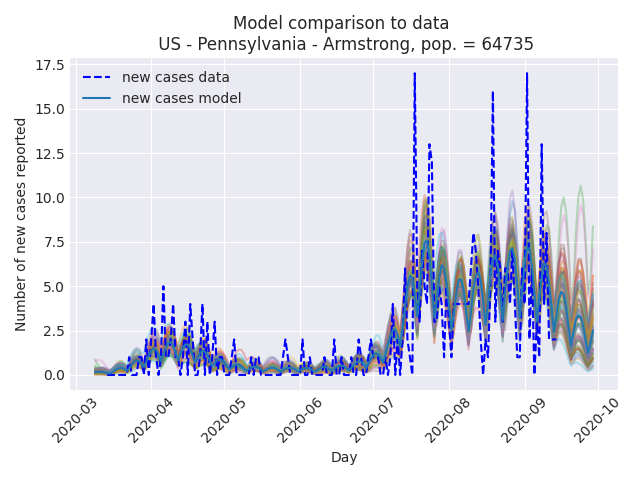 Model comparison to data
US - Pennsylvania - Armstrong, pop. = 64735
new cases data
new cases model
17.5
15.0
12.5
10.0
7.5
5.0
2.5
0.0
Number of new cases reported
2020-03
2020-04
2020-05
2020-06
2020-07
2020-08
2020-09
2020-10
Day